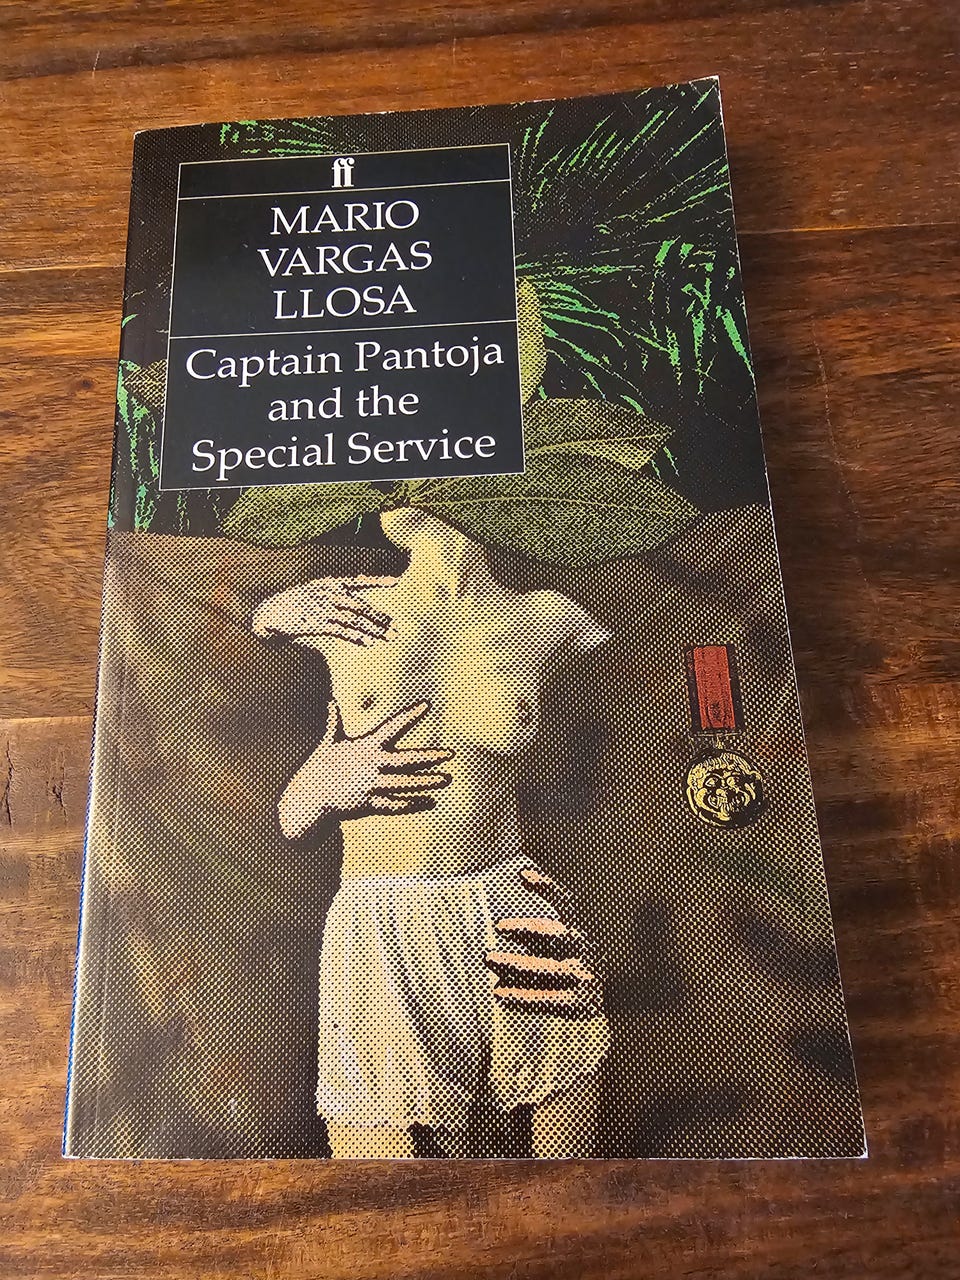 ff
MARIO
VARGAS
LLOSA
Captain Pantoja
and the
Special Service